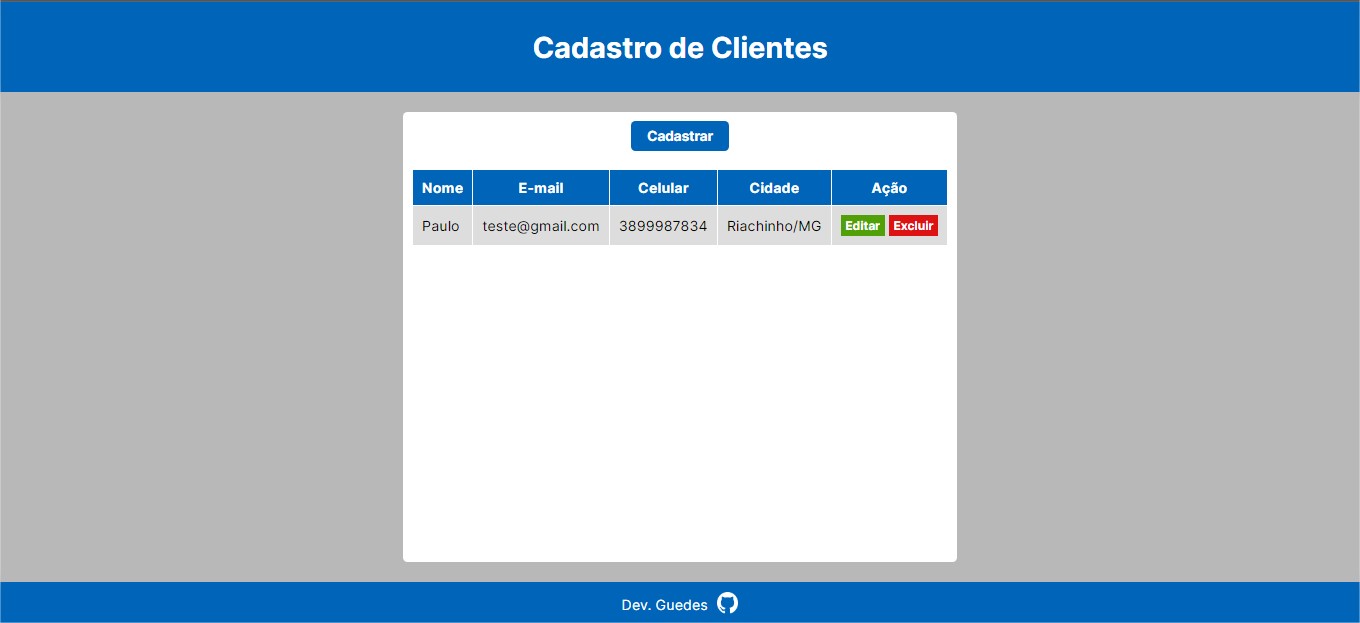 Cadastro de Clientes
Cadastrar
Nome E-mail Celular Cidade Ação
Paulo teste@gmail.com 3899987834 Riachinho/MG Editar Excluir
Dev. Guedes